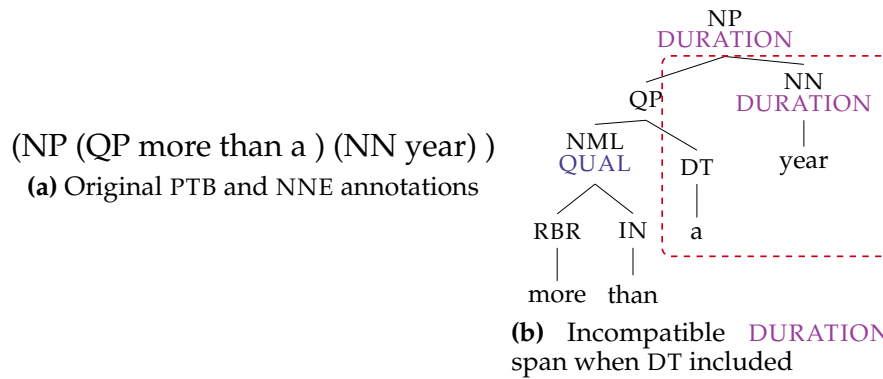 NP
DURATION
QP
NN
DURATION
(NP (QP more than a ) (NN year) )
(a) Original PTB and NNE annotations
NML
QUAL
DT
year
RBR
IN
a
more
than
(b) Incompatible DURATION
span when DT included